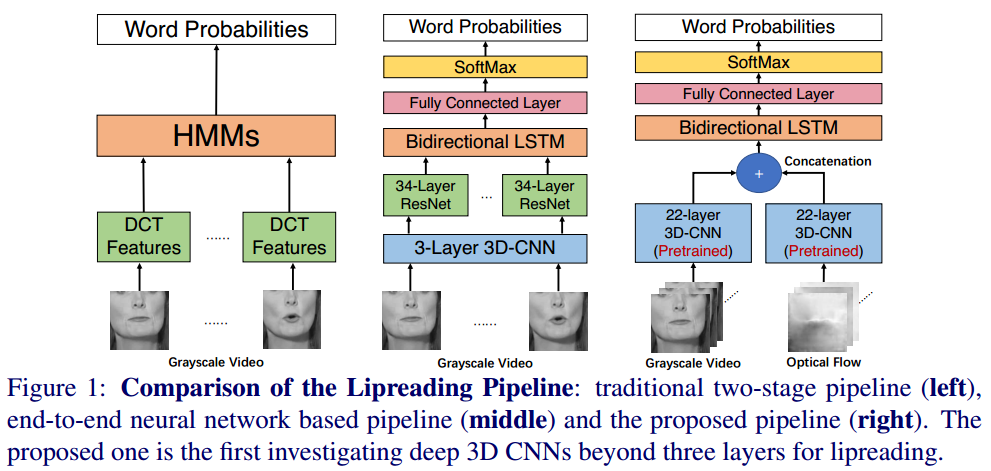 Word Probabilities
HMMs
DCT
Features
......
DCT
Features
......
Grayscale Video
Word Probabilities
SoftMax
Fully Connected Layer
Bidirectional LSTM
34-Layer
ResNet
...
34-Layer
ResNet
3-Layer 3D-CNN
......
Grayscale Video
Word Probabilities
SoftMax
Fully Connected Layer
Bidirectional LSTM
+
Concatenation
22-layer
3D-CNN
(Pretrained)
22-layer
3D-CNN
(Pretrained)
Grayscale Video
Optical Flow
Figure 1: Comparison of the Lipreading Pipeline: traditional two-stage pipeline (left),
end-to-end neural network based pipeline (middle) and the proposed pipeline (right). The
proposed one is the first investigating deep 3D CNNs beyond three layers for lipreading.